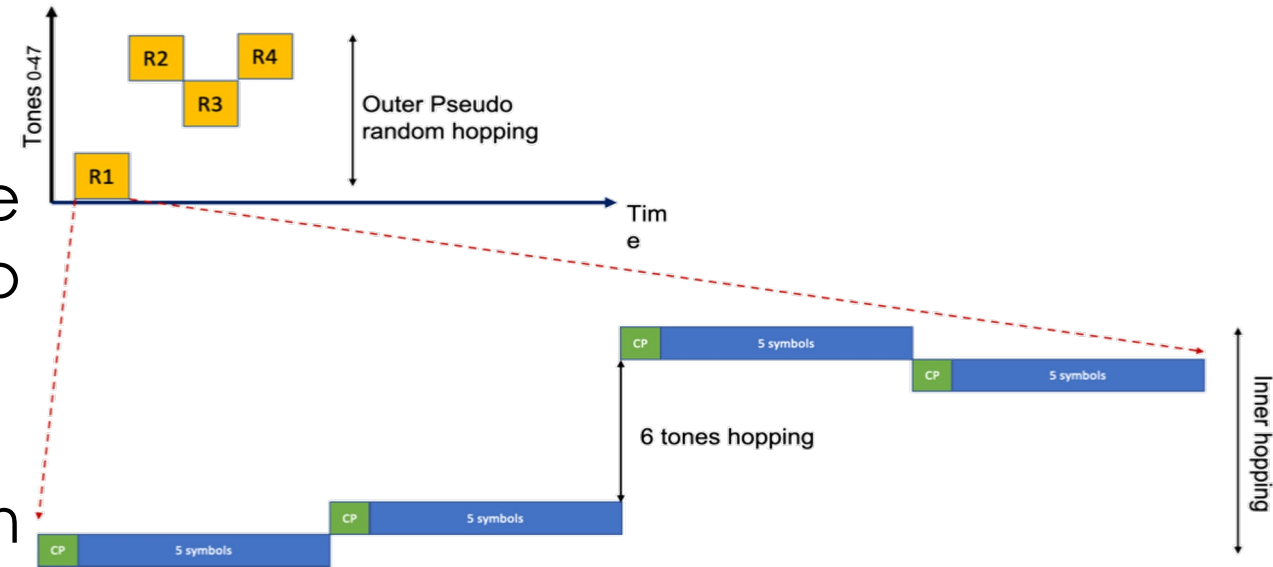 Tones 0-47
R2
R4
R3
R1
Outer Pseudo
random hopping
Tim
e
e
o
n
CP
5 symbols
CP
5 symbols
6 tones hopping
CP
5 symbols
CP
5 symbols
Inner hopping